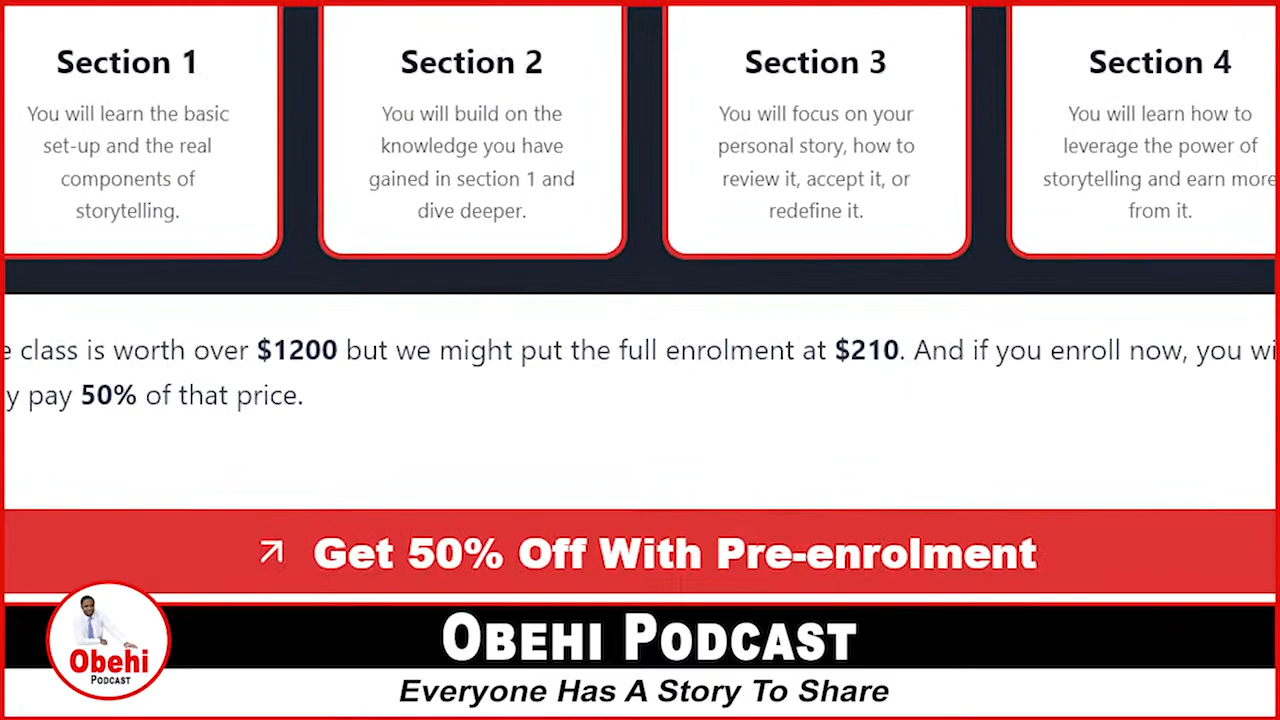 Section 1
You will learn the basic
set-up and the real
components of
storytelling.
Section 2
You will build on the
knowledge you have
gained in section 1 and
dive deeper.
Section 3
You will focus on your
personal story, how to
review it, accept it, or
redefine it.
Section 4
You will learn how to
leverage the power of
storytelling and earn more
from it.
class is worth over $1200 but we might put the full enrolment at $210. And if you enroll now, you
pay 50% of that price.
Get 50% Off With Pre-enrolment
OBEHI PODCAST
Everyone Has A Story To Share
Obehi
PODCAST